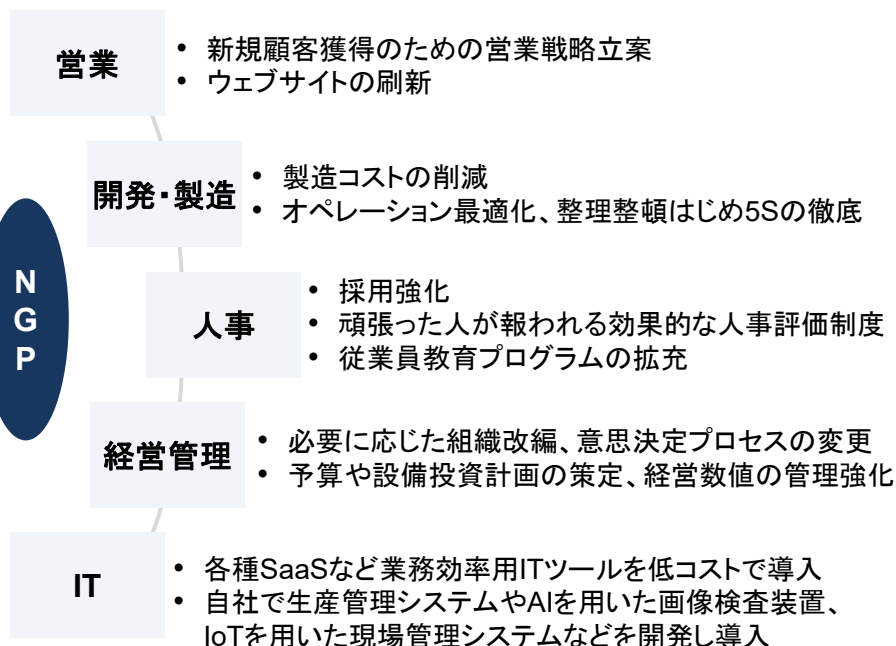 営業
• 新規顧客獲得のための営業戦略立案
• ウェブサイトの刷新
開発・製造
• 製造コストの削減
• オペレーション最適化、整理整頓はじめ5Sの徹底
N
G
P
人事
• 採用強化
• 頑張った人が報われる効果的な人事評価制度
• 従業員教育プログラムの拡充
経営管理
• 必要に応じた組織改編、意思決定プロセスの変更
• 予算や設備投資計画の策定、経営数値の管理強化
IT
• 各種SaaSなど業務効率用ITツールを低コストで導入
• 自社で生産管理システムやAIを用いた画像検査装置、
IoTを用いた現場管理システムなどを開発し導入